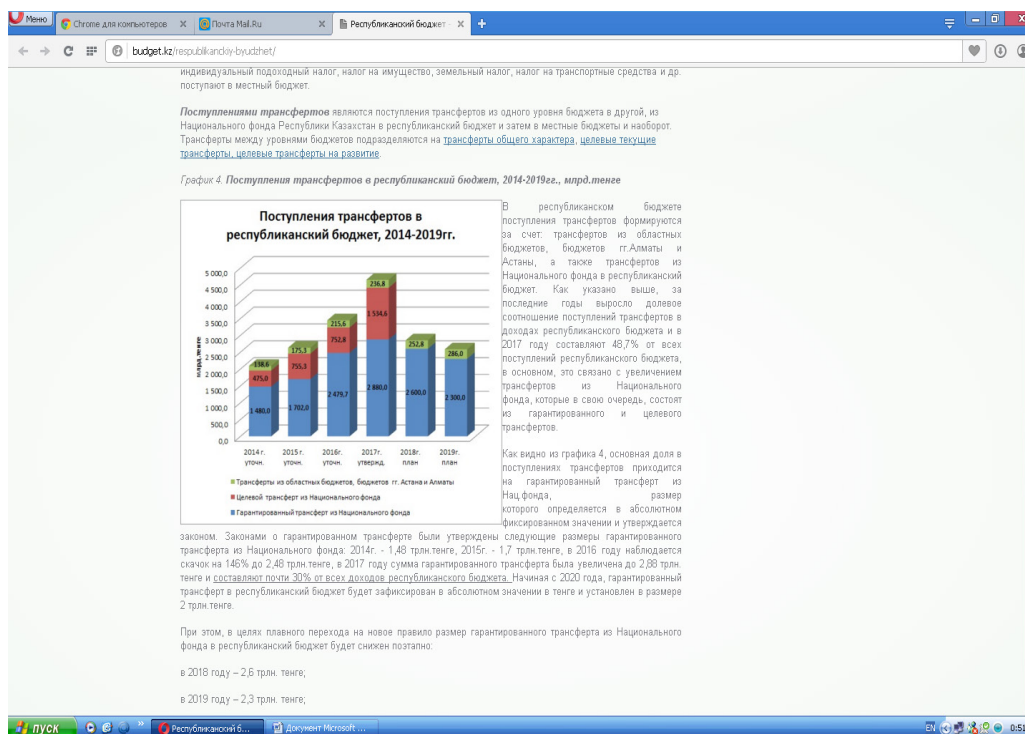 Меню
Chrome для компьютеров
Почта Mail.Ru
Республиканский бюджет -
budget.kz/respublikanckiy-byudzhet/
индивидуальный подоходный налог, налог на имущество, земельный налог, налог на транспортные средства и др.
поступают в местный бюджет.
Поступлениями трансфертов являются поступления трансфертов из одного уровня бюджета в другой, из
Национального фонда Республики Казахстан в республиканский бюджет и затем в местные бюджеты и наоборот.
Трансферты между уровнями бюджетов подразделяются на трансферты общего характера, целевые текущие
трансферты, целевые трансферты на развитие.
График 4. Поступления трансфертов в республиканский бюджет, 2014-2019гг., млрд.тенге
Поступления трансфертов в
республиканский бюджет, 2014-2019гг.
млрд.тенге
5 000,0
4 500,0
4 000,0
3 500,0
3 000,0
2 500,0
2 000,0
1 500,0
1 000,0
500,0
0,0
138,6
475,0
1 480,0
175,3
755,3
1 702,0
215,6
752,8
2 479,7
236,8
1 534,6
2 880,0
252,8
2 600,0
286,0
2 300,0
2014 г. 2015 г. 2016г. 2017г. 2018г. 2019г.
уточн. уточн. уточн. утвержд. план план
Трансферты из областных бюджетов, бюджетов гг. Астана и Алматы
Целевой трансферт из Национального фонда
Гарантированный трансферт из Национального фонда
В республиканском бюджете
поступления трансфертов формируются
за счет: трансфертов из областных
бюджетов, бюджетов гг.Алматы и
Астаны, а также трансфертов из
Национального фонда в республиканский
бюджет. Как указано выше, за
последние годы выросло долевое
соотношение поступлений трансфертов в
доходах республиканского бюджета и в
2017 году составляют 48,7% от всех
поступлений республиканского бюджета,
в основном, это связано с увеличением
трансфертов из Национального
фонда, которые в свою очередь, состоят
из гарантированного и целевого
трансфертов.
Как видно из графика 4, основная доля в
поступлениях трансфертов приходится
на гарантированный трансферт из
Нац.фонда, размер
которого определяется в абсолютном
фиксированном значении и утверждается
законом. Законами о гарантированном трансферте были утверждены следующие размеры гарантированного
трансферта из Национального фонда: 2014г. - 1,48 трлн.тенге, 2015г. - 1,7 трлн.тенге, в 2016 году наблюдается
скачок на 146% до 2,48 трлн.тенге, в 2017 году сумма гарантированного трансферта была увеличена до 2,88 трлн.
тенге и составляют почти 30% от всех доходов республиканского бюджета. Начиная с 2020 года, гарантированный
трансферт в республиканский бюджет будет зафиксирован в абсолютном значении в тенге и установлен в размере
2 трлн.тенге.
При этом, в целях плавного перехода на новое правило размер гарантированного трансферта из Национального
фонда в республиканский бюджет будет снижен поэтапно:
в 2018 году – 2,6 трлн. тенге;
в 2019 году – 2,3 трлн. тенге;
пуск
Республиканский б...
Документ Microsoft ...
EN
0:51